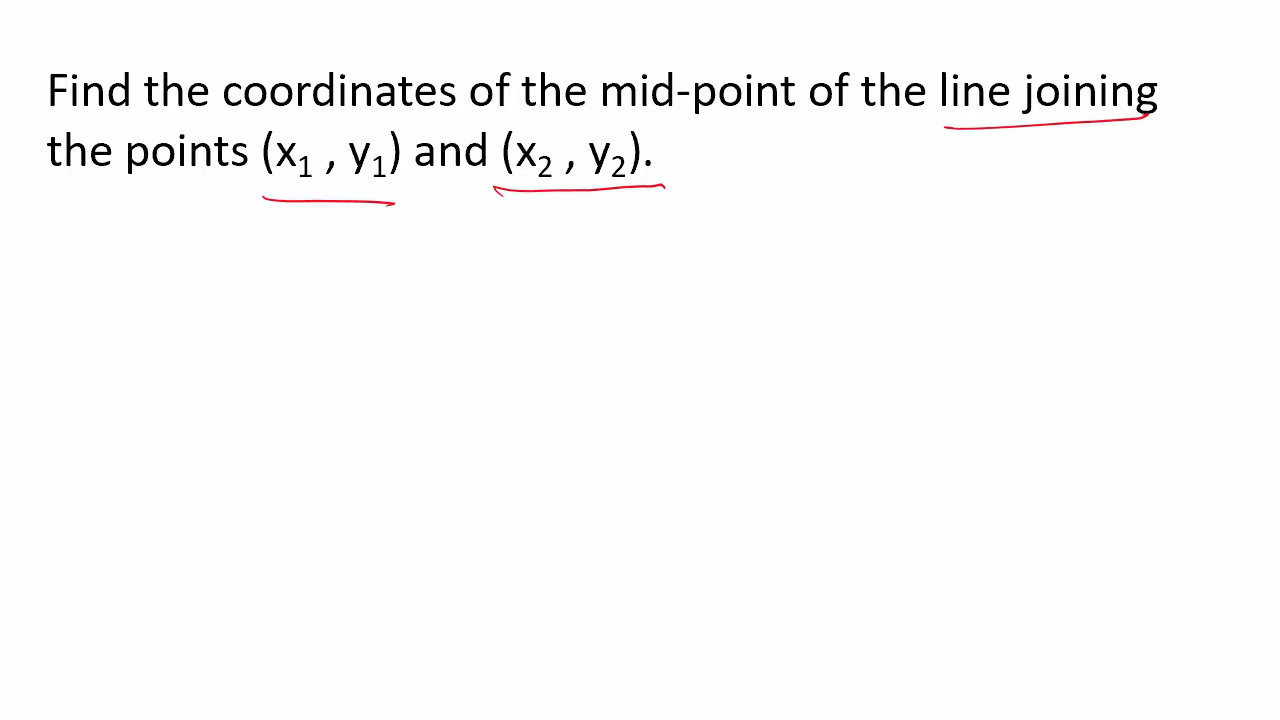 Find the coordinates of the mid-point of the line joining
the points (x₁ , y₁) and (x₂ , y₂).